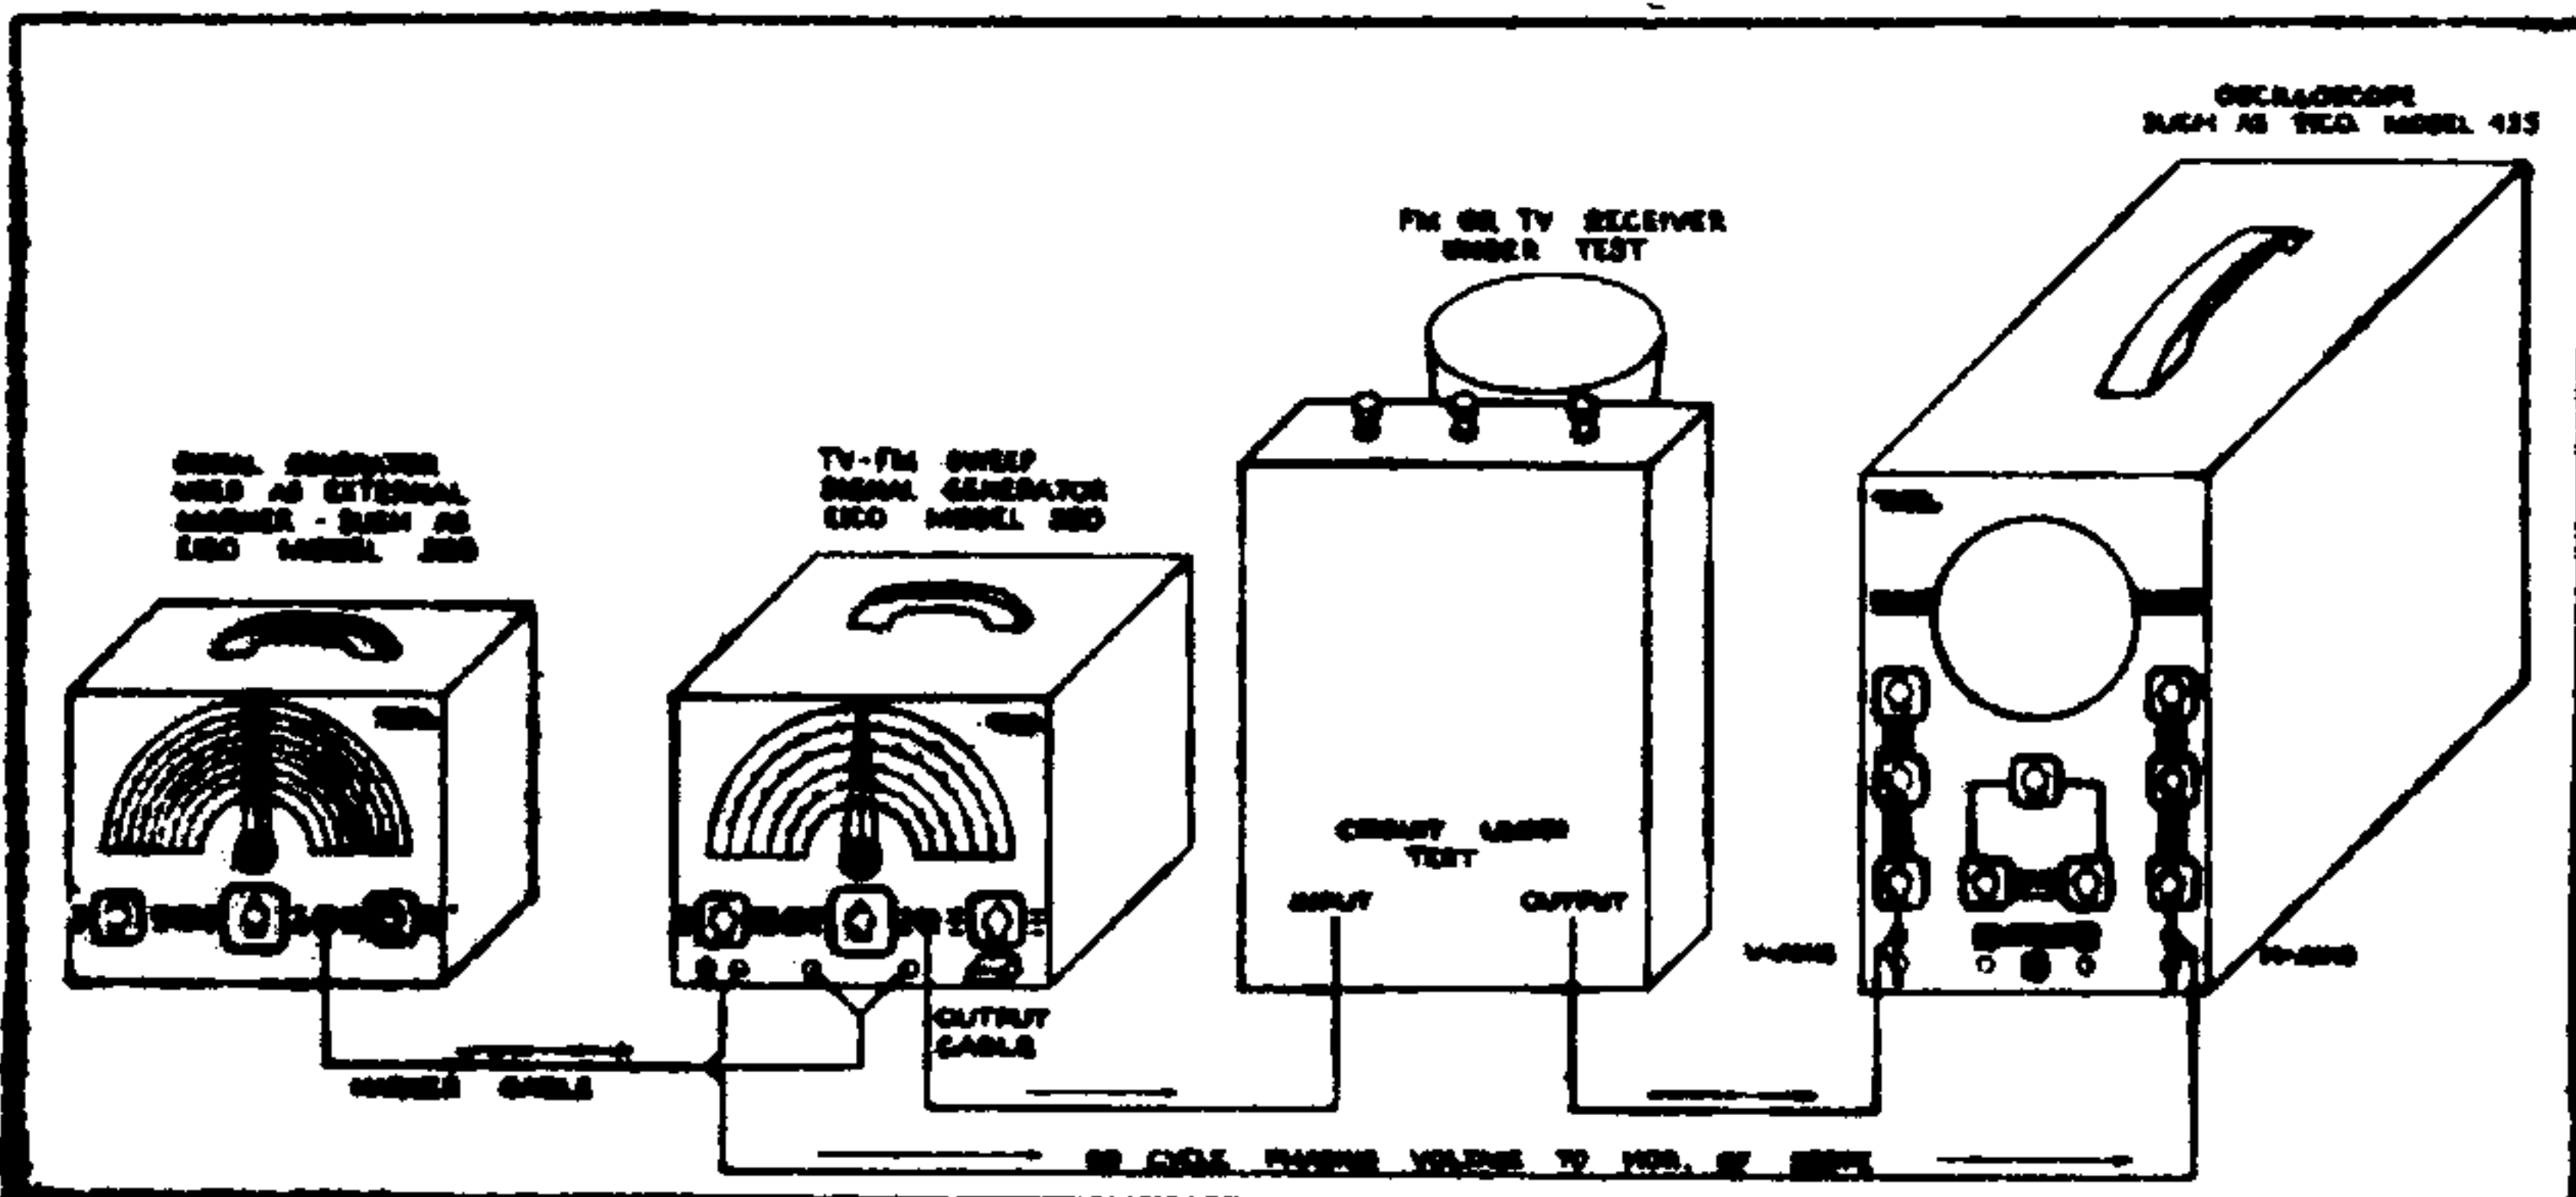 OSCILLOSCOPE
SUCH AS EICO MODEL 425
FM OR TV RECEIVER
UNDER TEST
SIGNAL GENERATOR
USED AS EXTERNAL
MARKER - SUCH AS
EICO MODEL
TV-FM SWEEP
SIGNAL GENERATOR
EICO MODEL 360
CIRCUIT UNDER
TEST
INPUT
OUTPUT
OUTPUT
CABLE
MARKER CABLE
60 CYCLE PHASING VOLTAGE TO HOR. OF SCOPE